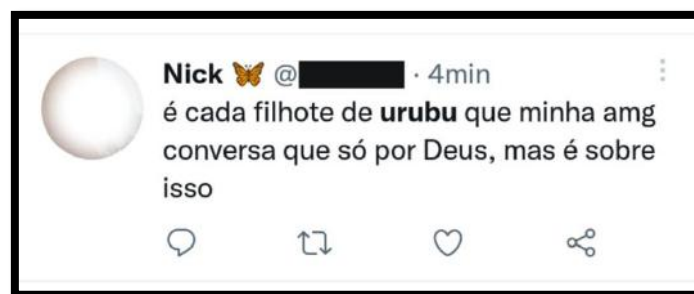 Nick 🦋 @ · 4min
é cada filhote de urubu que minha amg
conversa que só por Deus, mas é sobre
isso